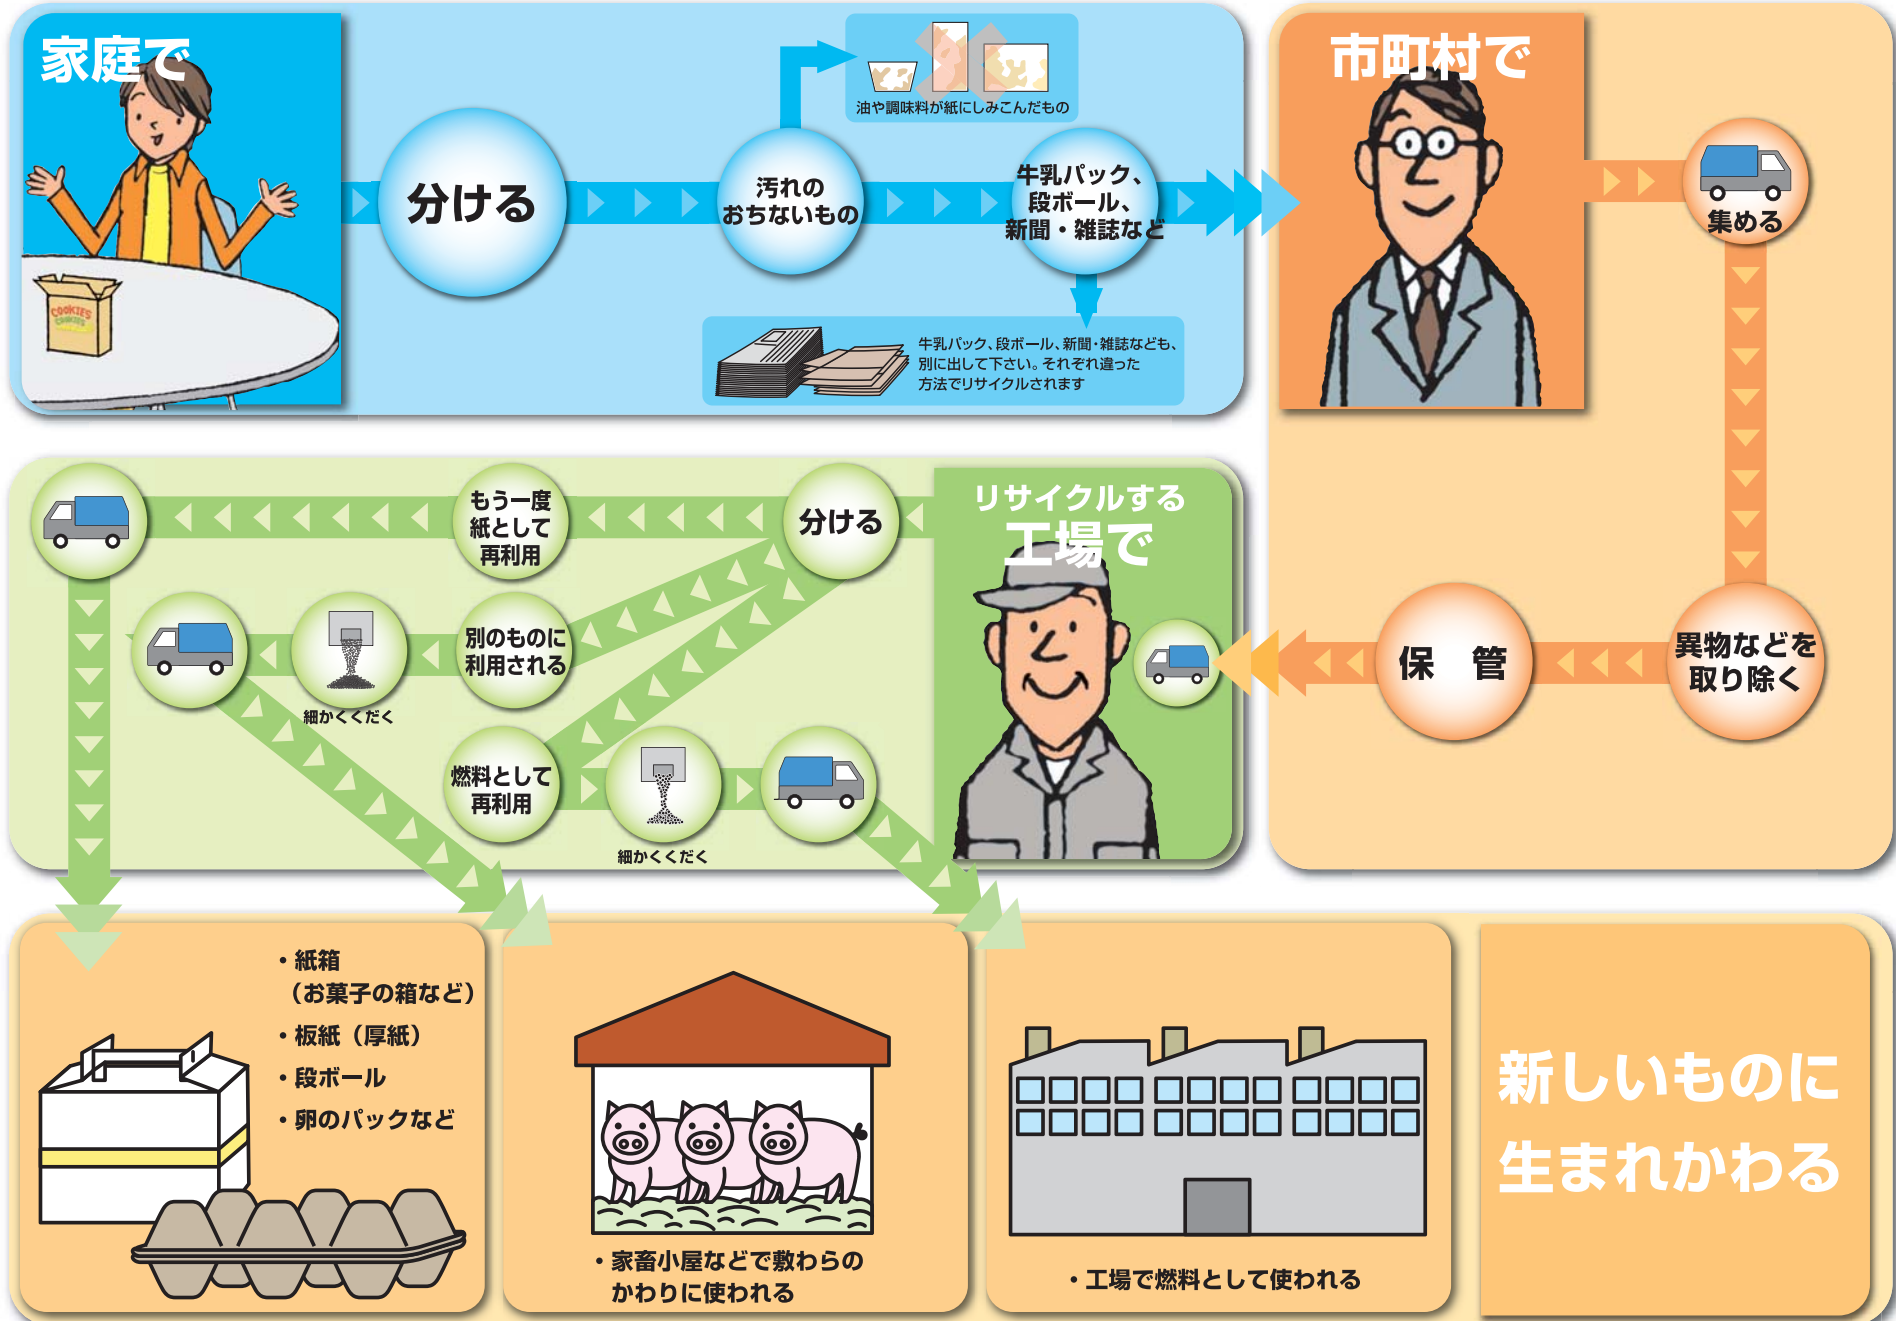 家庭で
COOKIES
COOKIES
分ける
汚れの
おちないもの
油や調味料が紙にしみこんだもの
牛乳パック、
段ボール、
新聞・雑誌など
牛乳パック、段ボール、新聞・雑誌なども、
別に出して下さい。それぞれ違った
方法でリサイクルされます
市町村で
集める
異物などを
取り除く
保　管
リサイクルする
工場で
分ける
もう一度
紙として
再利用
別のものに
利用される
細かくくだく
燃料として
再利用
細かくくだく
・紙箱
（お菓子の箱など）
・板紙（厚紙）
・段ボール
・卵のパックなど
・家畜小屋などで敷わらの
かわりに使われる
・工場で燃料として使われる
新しいものに
生まれかわる